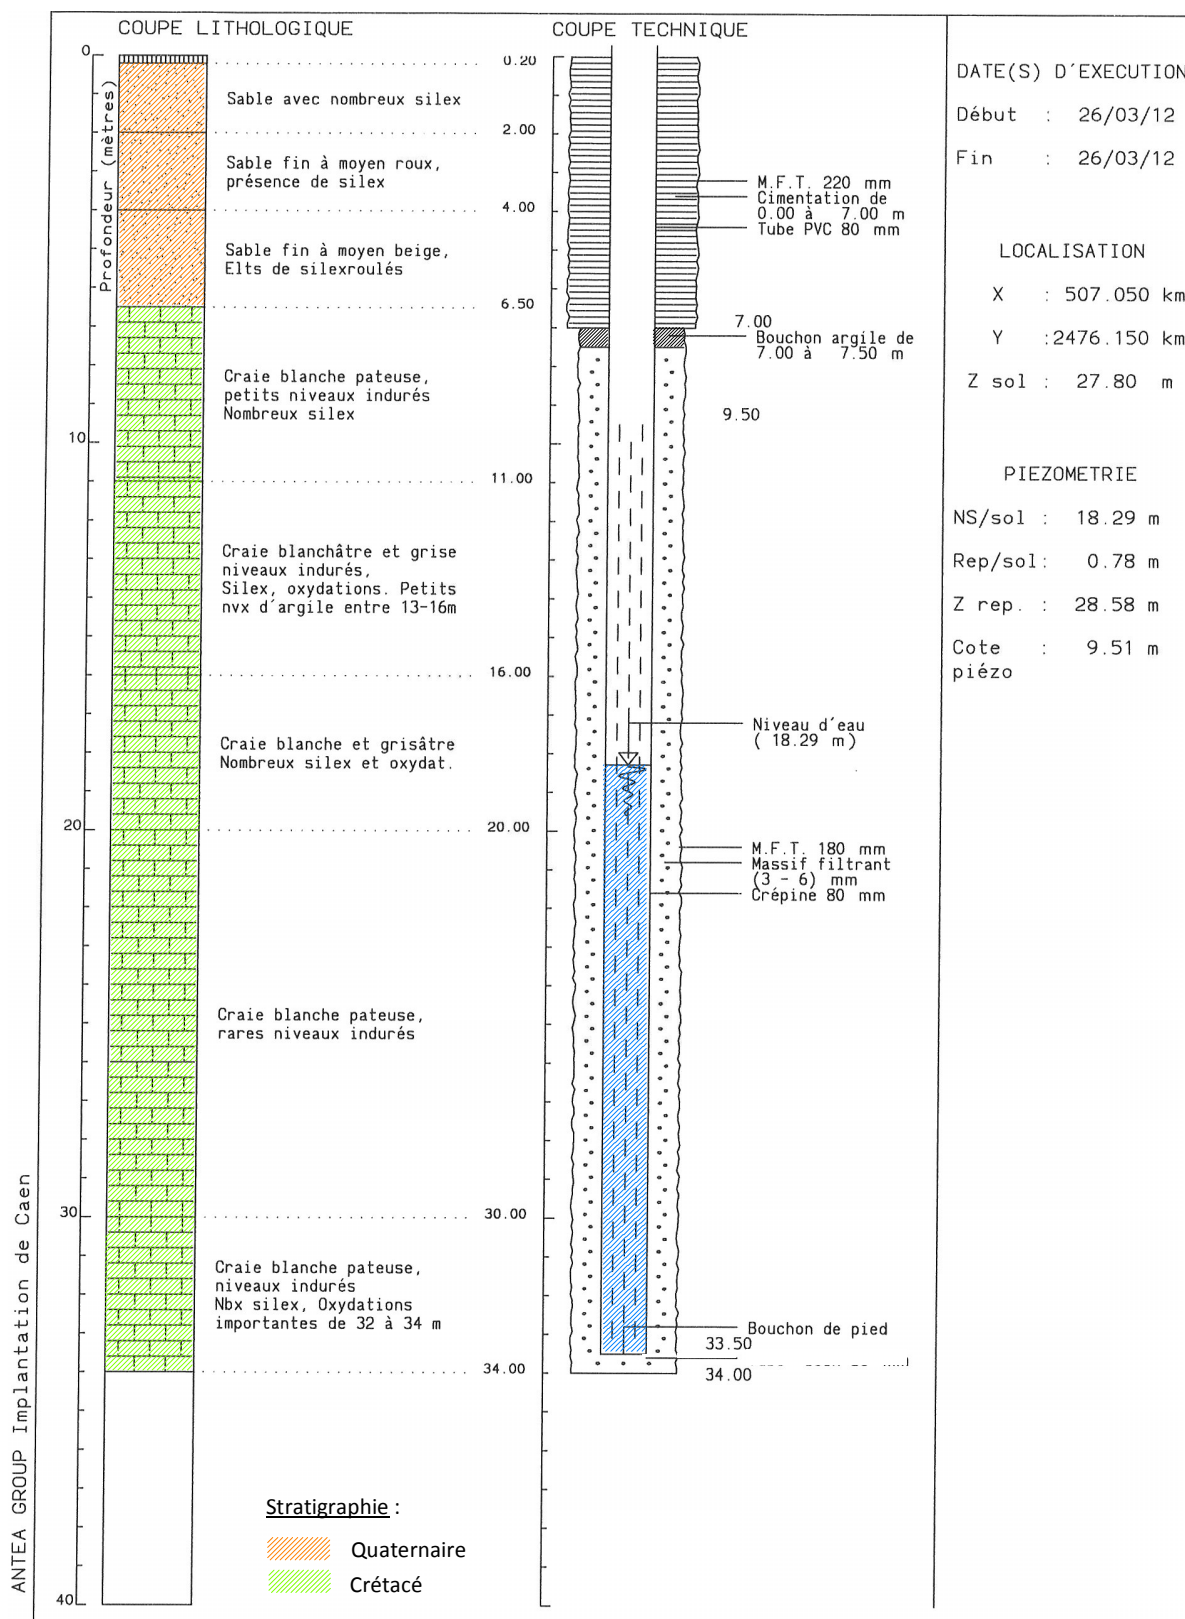 COUPE LITHOLOGIQUE
COUPE TECHNIQUE
Profondeur (mètres)
0
10
20
30
40
0.20
Sable avec nombreux silex
2.00
Sable fin à moyen roux,
présence de silex
4.00
Sable fin à moyen beige,
Elts de silexroulés
6.50
Craie blanche pateuse,
petits niveaux indurés
Nombreux silex
11.00
Craie blanchâtre et grise
niveaux indurés,
Silex, oxydations. Petits
nvx d'argile entre 13-16m
16.00
Craie blanche et grisâtre
Nombreux silex et oxydat.
20.00
Craie blanche pateuse,
rares niveaux indurés
30.00
Craie blanche pateuse,
niveaux indurés
Nbx silex, Oxydations
importantes de 32 à 34 m
34.00
M.F.T. 220 mm
Cimentation de
0.00 à 7.00 m
Tube PVC 80 mm
7.00
Bouchon argile de
7.00 à 7.50 m
9.50
Niveau d'eau
( 18.29 m)
M.F.T. 180 mm
Massif filtrant
(3 - 6) mm
Crépine 80 mm
Bouchon de pied
33.50
34.00
DATE(S) D'EXECUTION
Début : 26/03/12
Fin : 26/03/12
LOCALISATION
X : 507.050 km
Y :2476.150 km
Z sol : 27.80 m
PIEZOMETRIE
NS/sol : 18.29 m
Rep/sol: 0.78 m
Z rep. : 28.58 m
Cote : 9.51 m
piézo
Stratigraphie :
Quaternaire
Crétacé
ANTEA GROUP Implantation de Caen